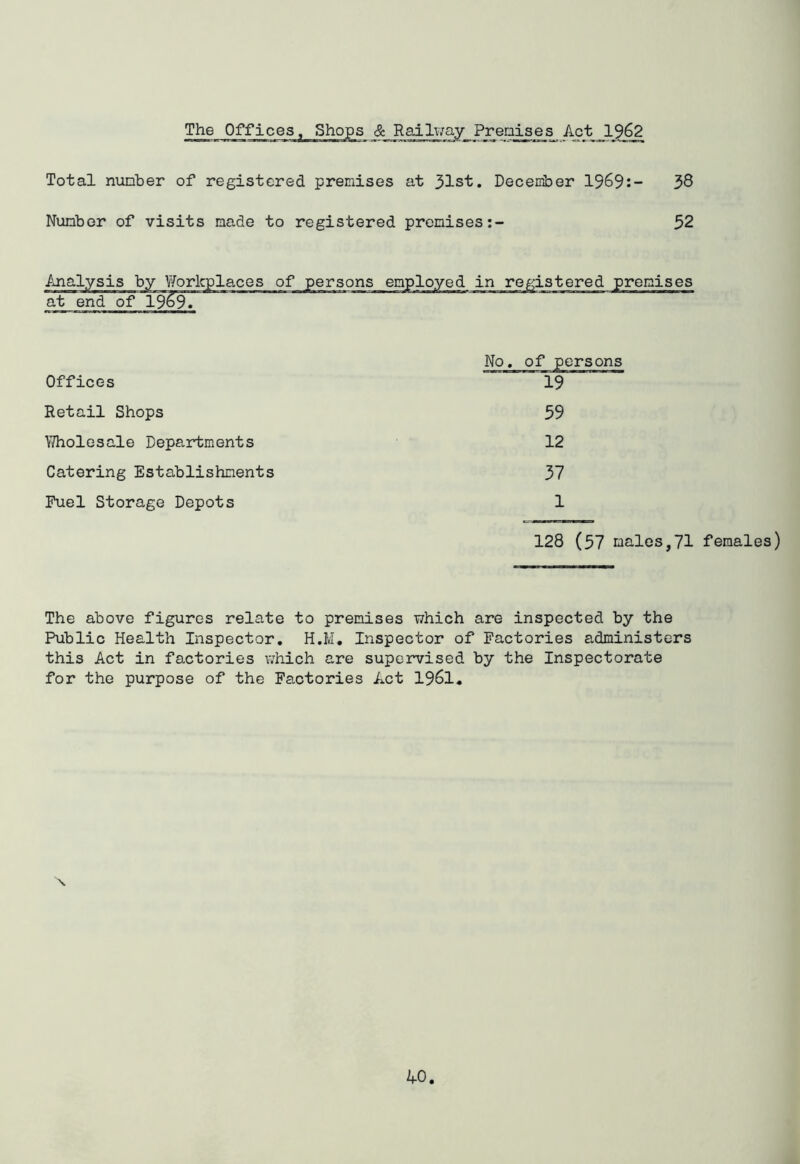 The Offices, Shops & Railway Premises Act 1962
Total number of registered premises at 31st. December 1969:- 38
Number of visits made to registered premises:- 52
Analysis by Workplaces of persons employed in registered premises
at end of 1969.
No. of persons
Offices 19
Retail Shops 59
Wholesale Departments 12
Catering Establishments 37
Fuel Storage Depots 1
128 (57 males,71 females)
The above figures relate to premises which are inspected by the
Public Health Inspector. H.M. Inspector of Factories administers
this Act in factories which are supervised by the Inspectorate
for the purpose of the Factories Act 1961.
40.